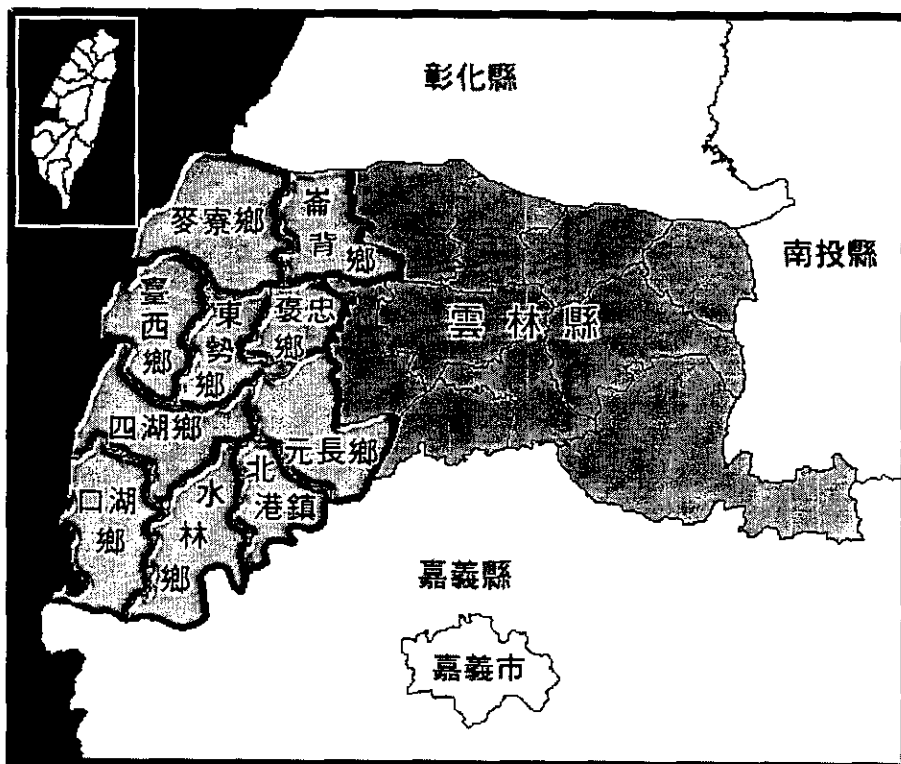 彰化縣
麥寮鄉
崙背鄉
南投縣
臺西鄉
東勢鄉
褒忠鄉
雲林縣
四湖鄉
元長鄉
北港鎮
口湖鄉
水林鄉
嘉義縣
嘉義市